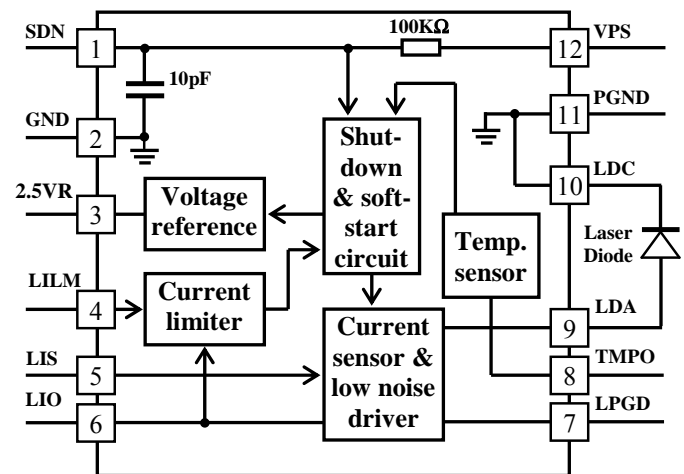 SDN
1
100KΩ
12
VPS
10pF
GND
2
11
PGND
Shut-
down
& soft-
start
circuit
10
LDC
2.5VR
3
Voltage
reference
Temp.
sensor
Laser
Diode
LILM
4
Current
limiter
9
LDA
LIS
5
Current
sensor &
low noise
driver
8
TMPO
LIO
6
7
LPGD